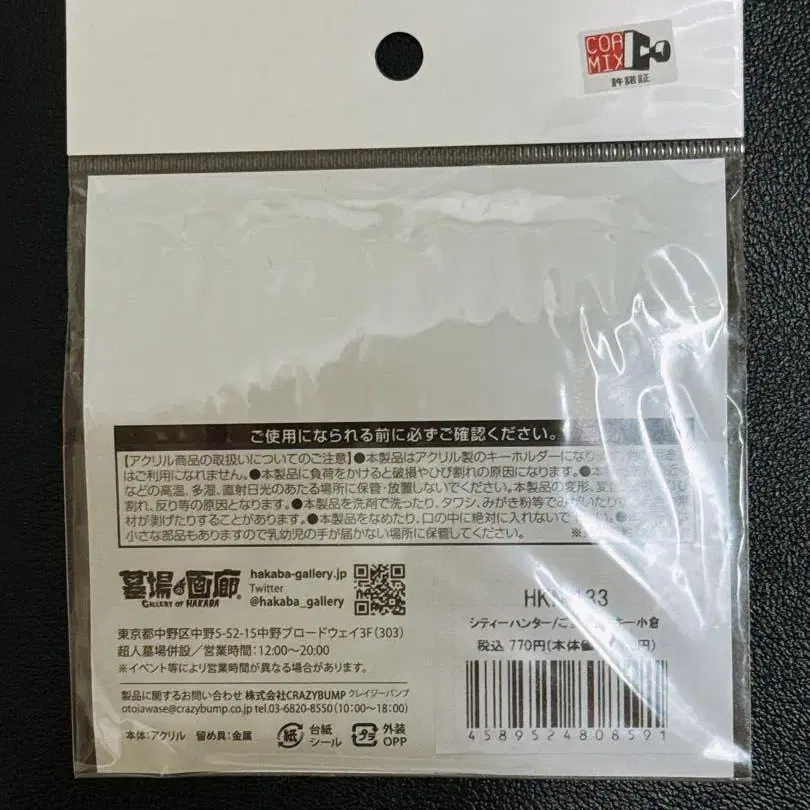 COA
MIX
許諾証
ご使用になられる前に必ずご確認ください。
【アクリル商品の取扱いについてのご注意】●本製品はアクリル製のキーホルダーになり
はご利用になれません。●本製品に負荷をかけると破損やひび割れの原因になります。●本
などの高温、多湿、直射日光のあたる場所に保管・放置しないでください。本製品の変形、変
割れ、反り等の原因となります。●本製品を洗剤で洗ったり、タワシ、みがき粉等でみがいたりす
材が剥げたりすることがあります。●本製品をなめたり、口の中に絶対に入れないで
小さな部品もありますので乳幼児の手が届かない場所に保管してください。
墓場の画廊
GALLERY OF HAKABA
hakaba-gallery.jp
Twitter
@hakaba_gallery
東京都中野区中野5-52-15中野ブロードウェイ3F(303)
超人墓場併設/営業時間:12:00〜20:00
※イベント等により営業時間が異なる場合があります。
製品に関するお問い合わせ 株式会社CRAZYBUMP クレイジーバンプ
otoiawase@crazybump.co.jp tel.03-6820-8550(10:00〜18:00)
本体:アクリル 留め具:金属
紙 台紙 シール
プラ 外装 OPP
33
シティーハンター/ 小倉
税込 770円(本体価
4589524808591